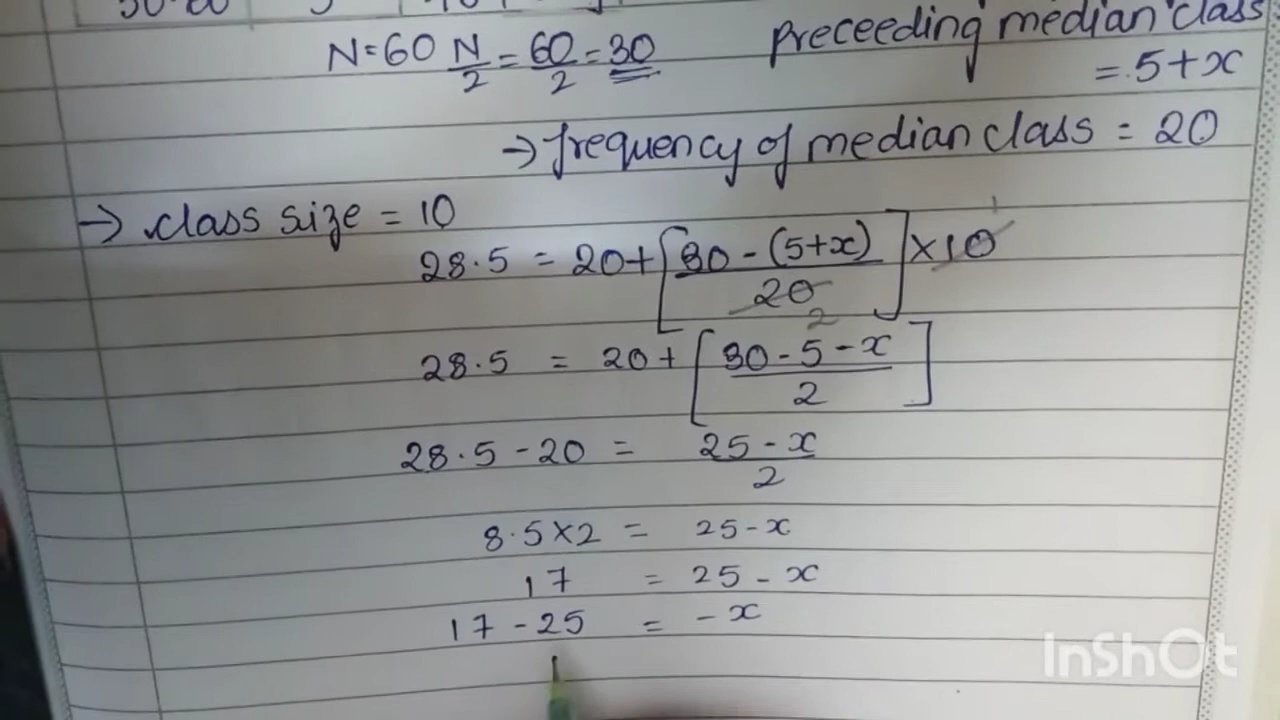 N=60 N/2 = 60/2 = 30
Preceeding median class
= 5+x
→ frequency of median class = 20
→ class size = 10
28.5 = 20+[30-(5+x)/20]×10
1
2
28.5 = 20+[30-5-x/2]
28.5-20 = 25-x/2
8.5×2 = 25-x
17 = 25-x
17-25 = -x
InShOt